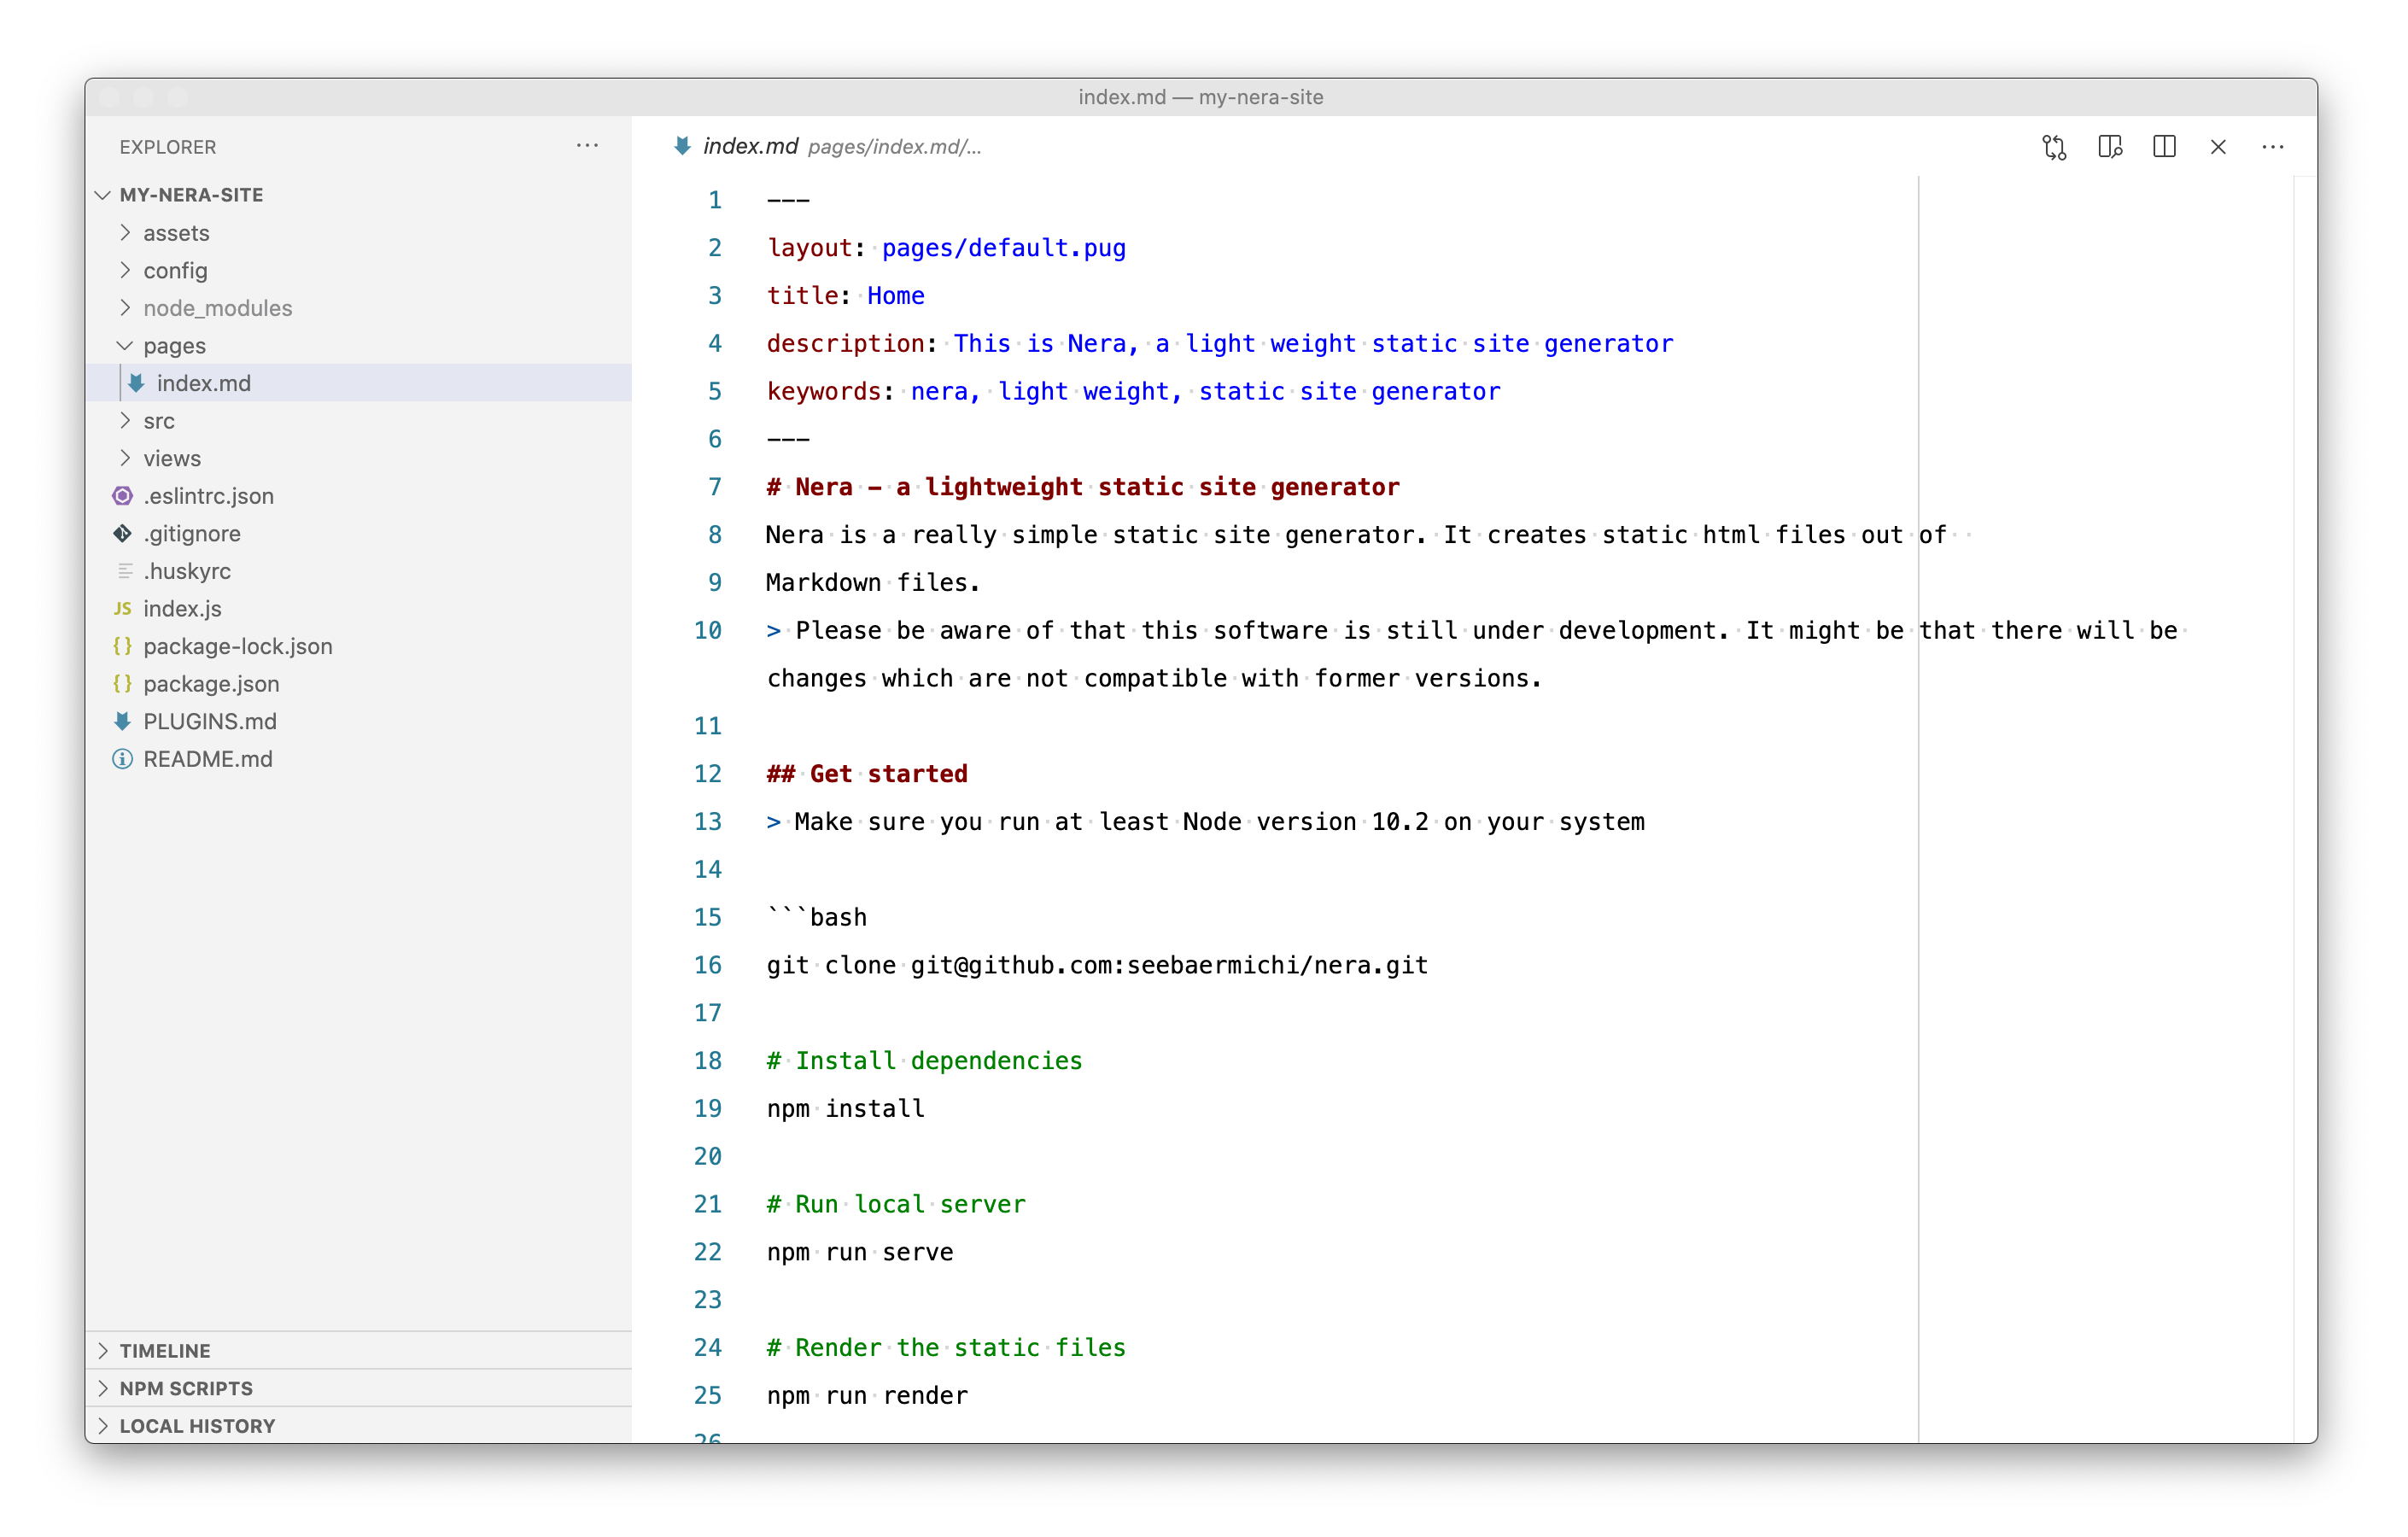 index.md — my-nera-site
EXPLORER
MY-NERA-SITE
assets
config
node_modules
pages
index.md
src
views
.eslintrc.json
.gitignore
.huskyrc
JS index.js
{} package-lock.json
{} package.json
PLUGINS.md
README.md
TIMELINE
NPM SCRIPTS
LOCAL HISTORY
index.md pages/index.md/...
1 ---
2 layout: pages/default.pug
3 title: Home
4 description: This is Nera, a light weight static site generator
5 keywords: nera, light weight, static site generator
6 ---
7 # Nera - a lightweight static site generator
8 Nera is a really simple static site generator. It creates static html files out of
9 Markdown files.
10 > Please be aware of that this software is still under development. It might be that there will be
changes which are not compatible with former versions.
11
12 ## Get started
13 > Make sure you run at least Node version 10.2 on your system
14
15 ```bash
16 git clone git@github.com:seebaermichi/nera.git
17
18 # Install dependencies
19 npm install
20
21 # Run local server
22 npm run serve
23
24 # Render the static files
25 npm run render
26